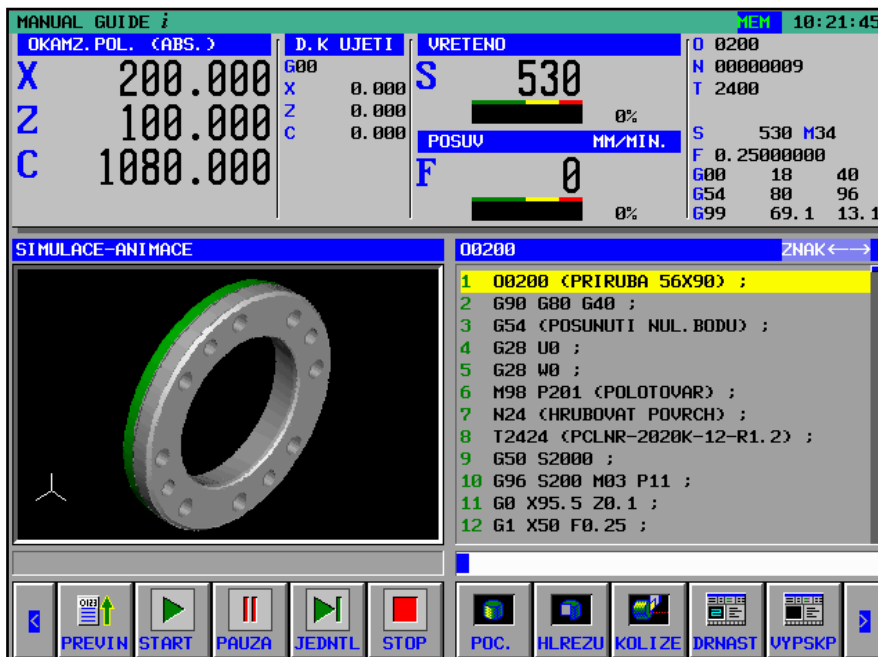 MANUAL GUIDE i MEM 10:21:45
OKAMZ.POL. (ABS.)
X 200.000
Z 100.000
C 1080.000
D.K UJETI
G00
X 0.000
Z 0.000
C 0.000
VRETENO
S 530
0%
POSUV MM/MIN.
F 0
0%
O 0200
N 00000009
T 2400
S 530 M34
F 0.25000000
G00 18 40
G54 80 96
G99 69.1 13.1
SIMULACE-ANIMACE
O0200 ZNAK←→
1 O0200 (PRIRUBA 56X90) ;
2 G90 G80 G40 ;
3 G54 (POSUNUTI NUL.BODU) ;
4 G28 U0 ;
5 G28 W0 ;
6 M98 P201 (POLOTOVAR) ;
7 N24 (HRUBOVAT POVRCH) ;
8 T2424 (PCLNR-2020K-12-R1.2) ;
9 G50 S2000 ;
10 G96 S200 M03 P11 ;
11 G0 X95.5 Z0.1 ;
12 G1 X50 F0.25 ;
< PREVIN START PAUZA JEDNTL STOP POC. HLREZU KOLIZE DRNAST VYPSKP >